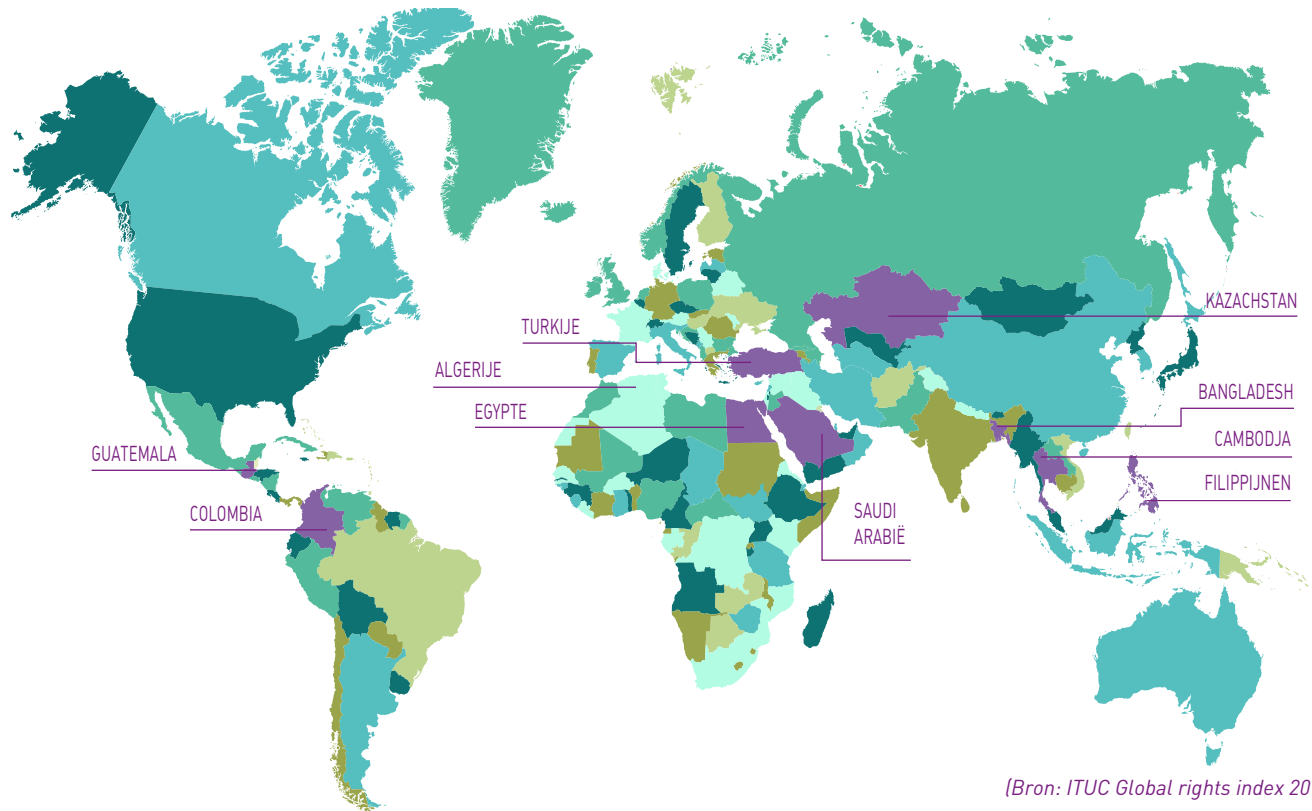 KAZACHSTAN
TURKIJE
ALGERIJE
BANGLADESH
EGYPTE
CAMBODJA
GUATEMALA
FILIPPIJNEN
COLOMBIA
SAUDI
ARABIË
(Bron: ITUC Global rights index 20